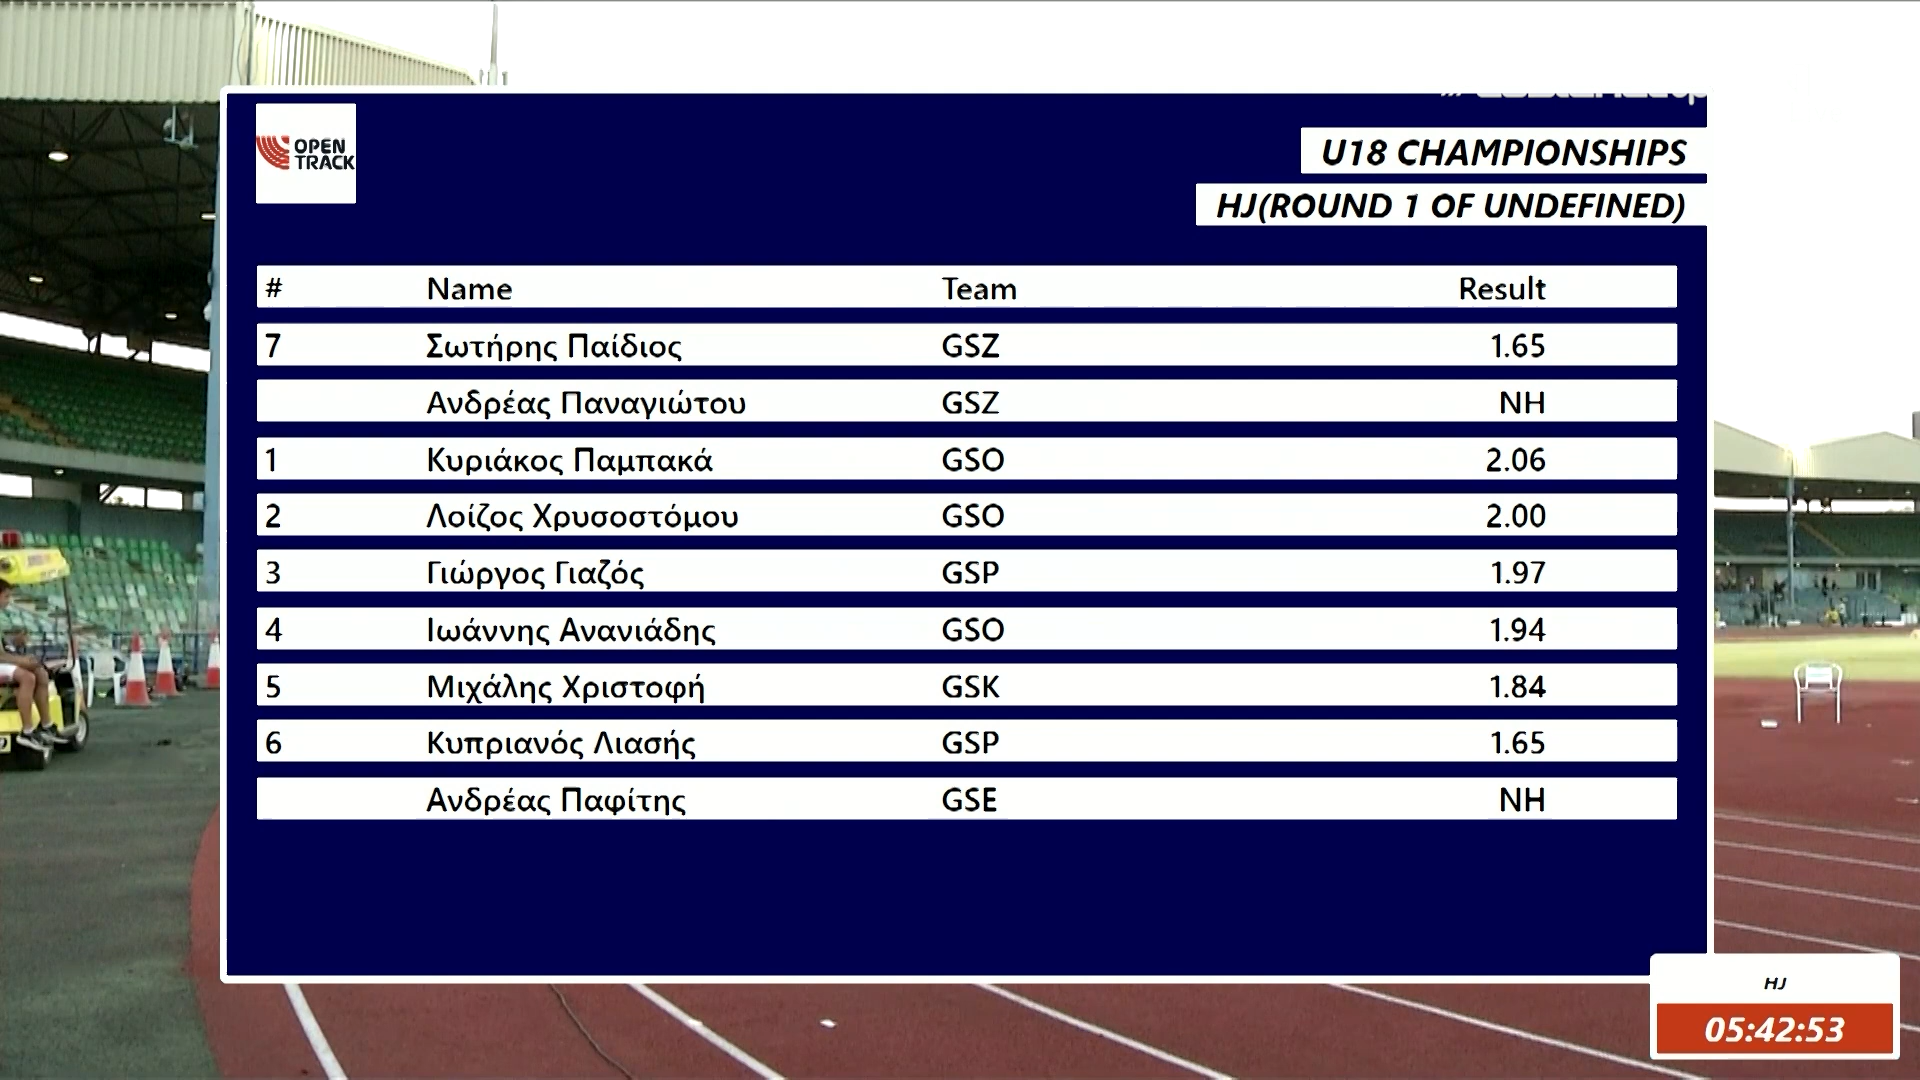 OPEN
TRACK
U18 CHAMPIONSHIPS
HJ(ROUND 1 OF UNDEFINED)
# Name Team Result
7 Σωτήρης Παίδιος GSZ 1.65
Ανδρέας Παναγιώτου GSZ NH
1 Κυριάκος Παμπακά GSO 2.06
2 Λοίζος Χρυσοστόμου GSO 2.00
3 Γιώργος Γιαζός GSP 1.97
4 Ιωάννης Ανανιάδης GSO 1.94
5 Μιχάλης Χριστοφή GSK 1.84
6 Κυπριανός Λιασής GSP 1.65
Ανδρέας Παφίτης GSE NH
HJ
05:42:53